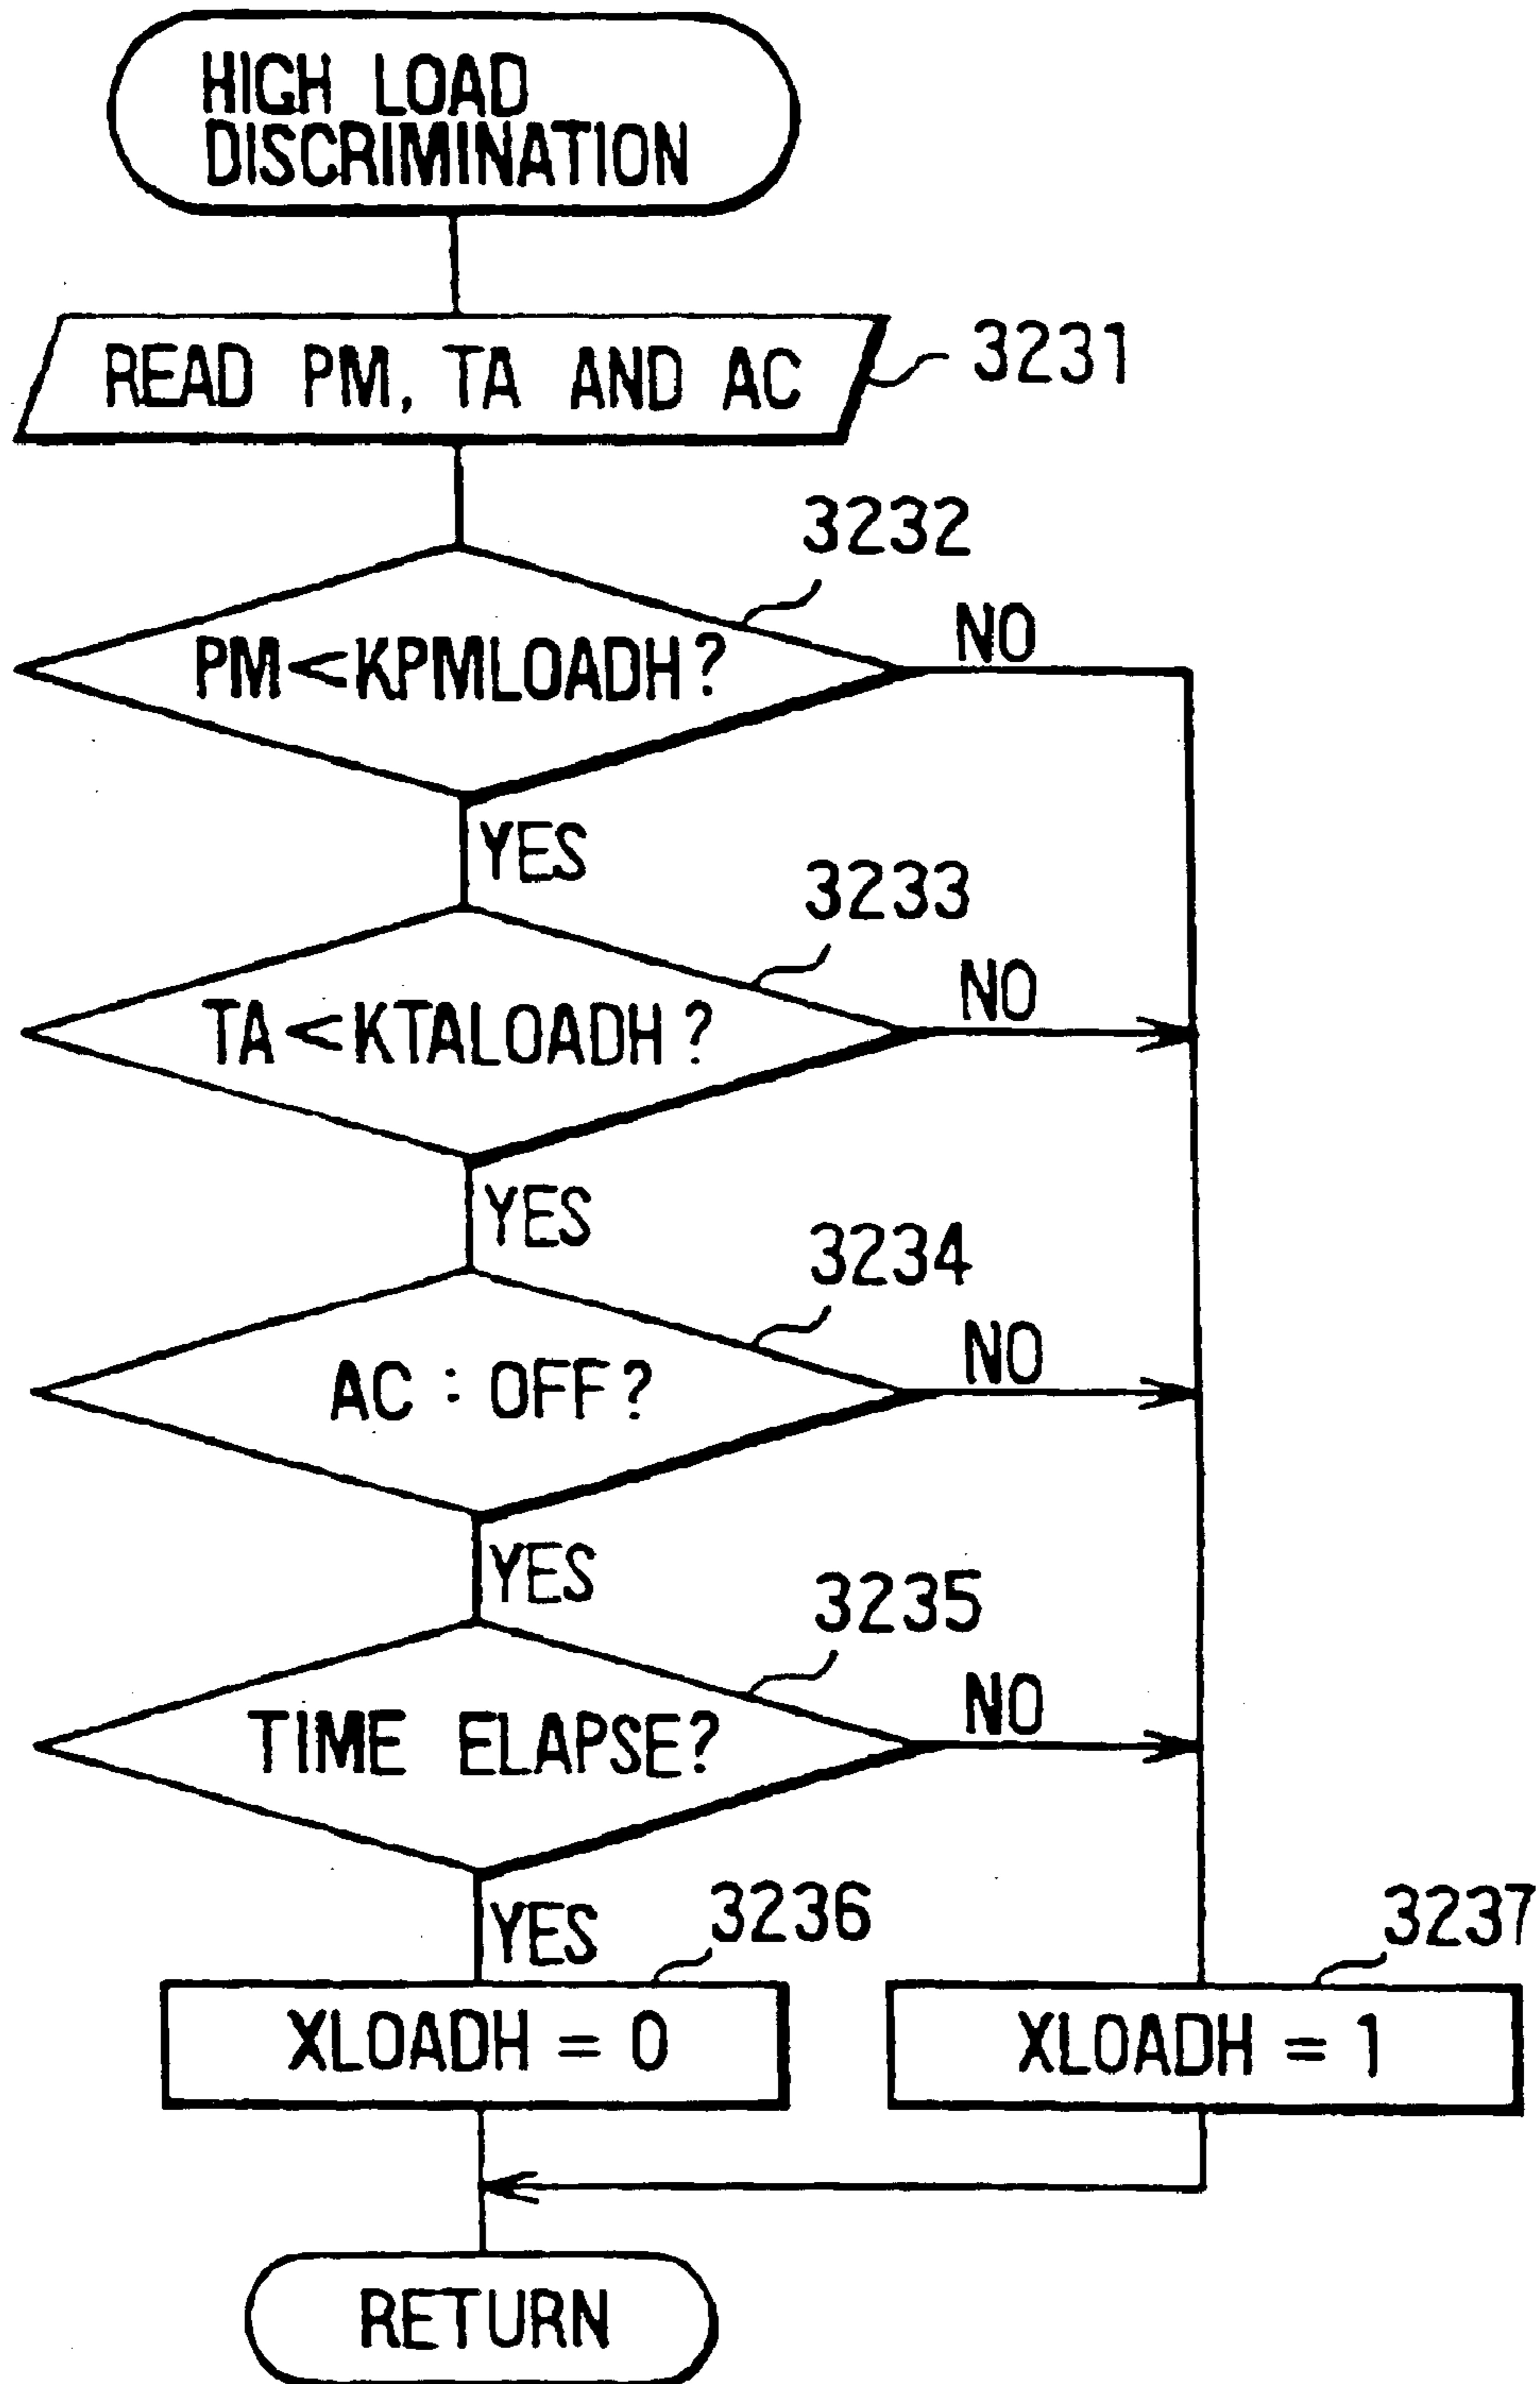 HIGH LOAD
DISCRIMINATION
READ PM, TA AND AC
3231
3232
PM<KPMLOADH?
NO
YES
3233
TA<KTALOADH?
NO
YES
3234
AC : OFF?
NO
YES
3235
TIME ELAPSE?
NO
YES
3236
3237
XLOADH = 0
XLOADH = 1
RETURN